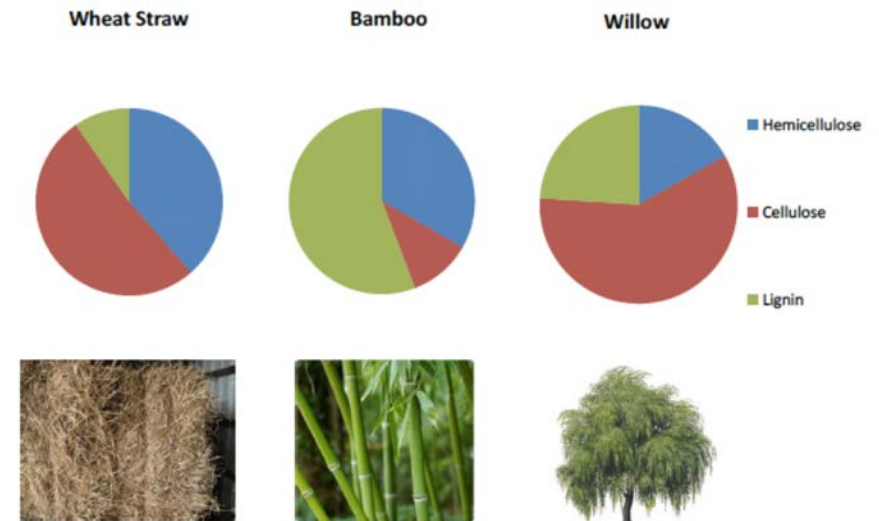 Wheat Straw
Bamboo
Willow
Hemicellulose
Cellulose
Lignin